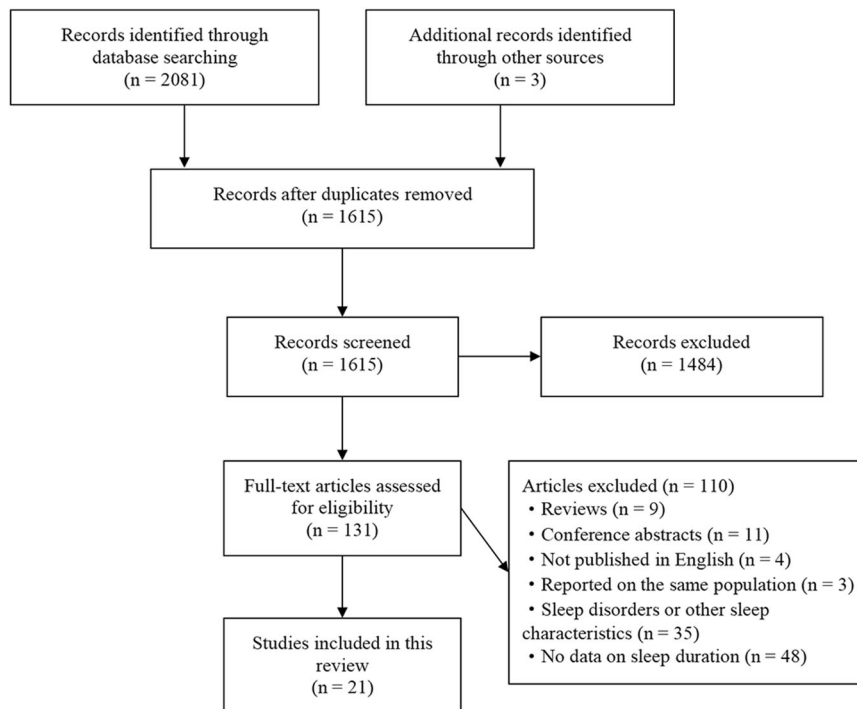 Records identified through
database searching
(n = 2081)
Additional records identified
through other sources
(n = 3)
Records after duplicates removed
(n = 1615)
Records screened
(n = 1615)
Records excluded
(n = 1484)
Full-text articles assessed
for eligibility
(n = 131)
Articles excluded (n = 110)
• Reviews (n = 9)
• Conference abstracts (n = 11)
• Not published in English (n = 4)
• Reported on the same population (n = 3)
• Sleep disorders or other sleep
characteristics (n = 35)
• No data on sleep duration (n = 48)
Studies included in this
review
(n = 21)